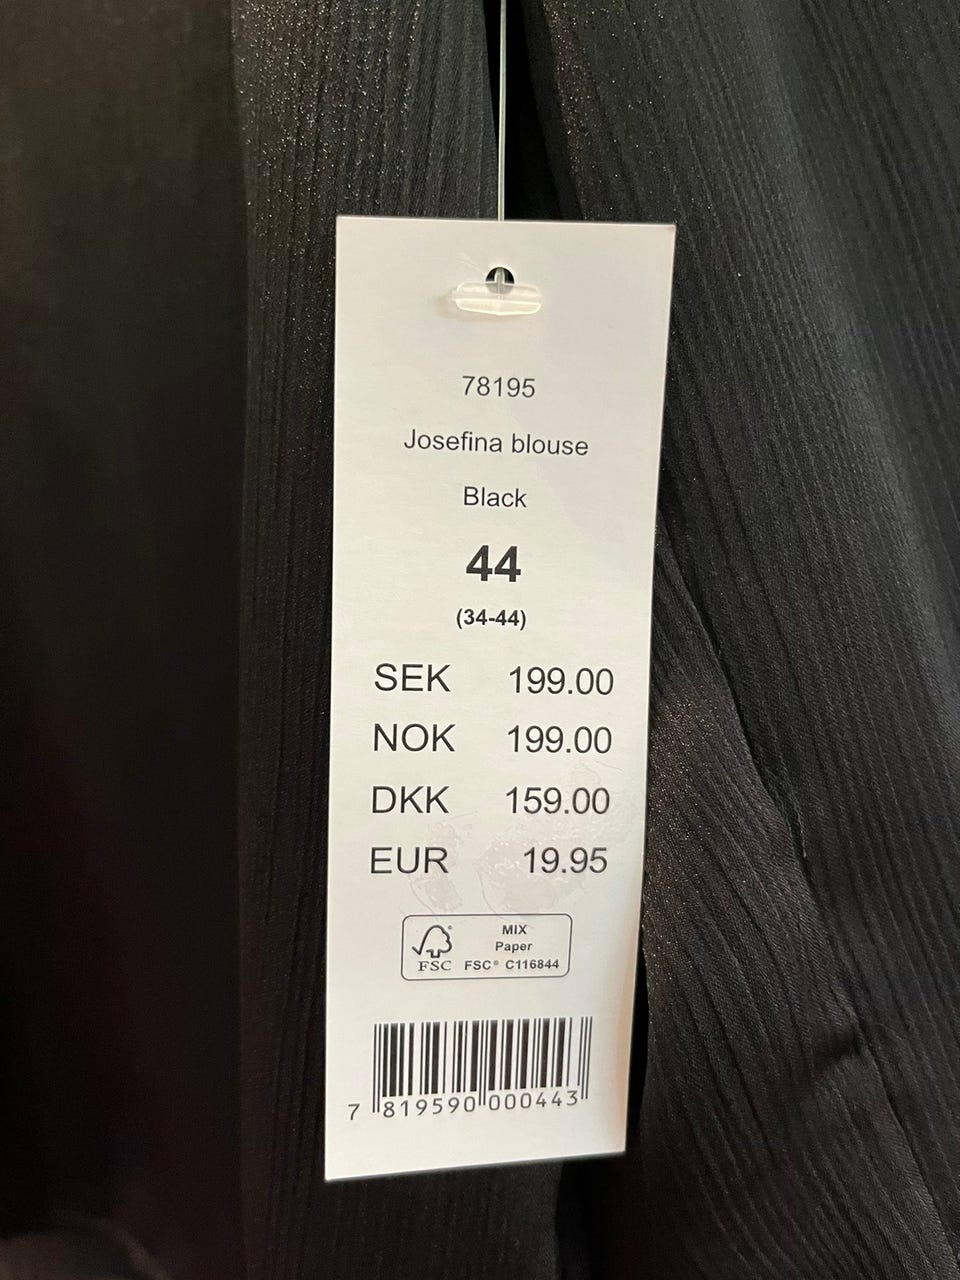 78195
Josefina blouse
Black
44
(34-44)
SEK 199.00
NOK 199.00
DKK 159.00
EUR 19.95
MIX
Paper
FSC FSC® C116844
7 819590 000443